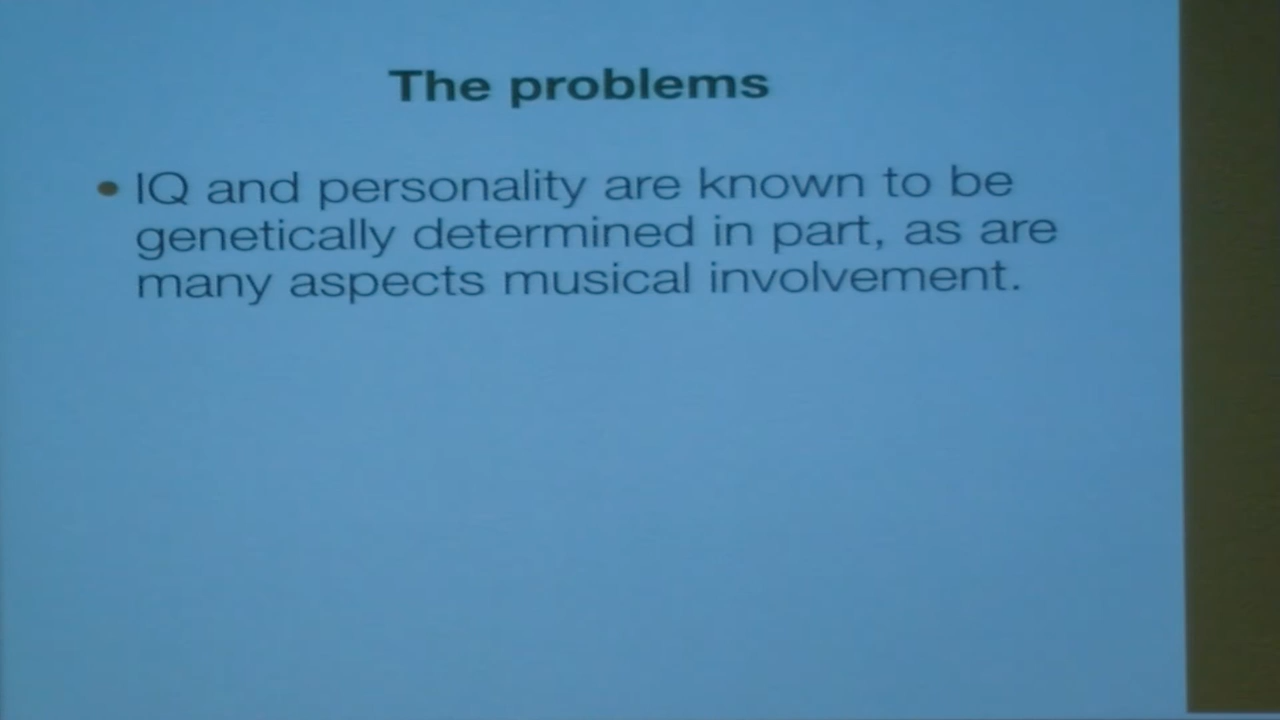 The problems
• IQ and personality are known to be
genetically determined in part, as are
many aspects musical involvement.